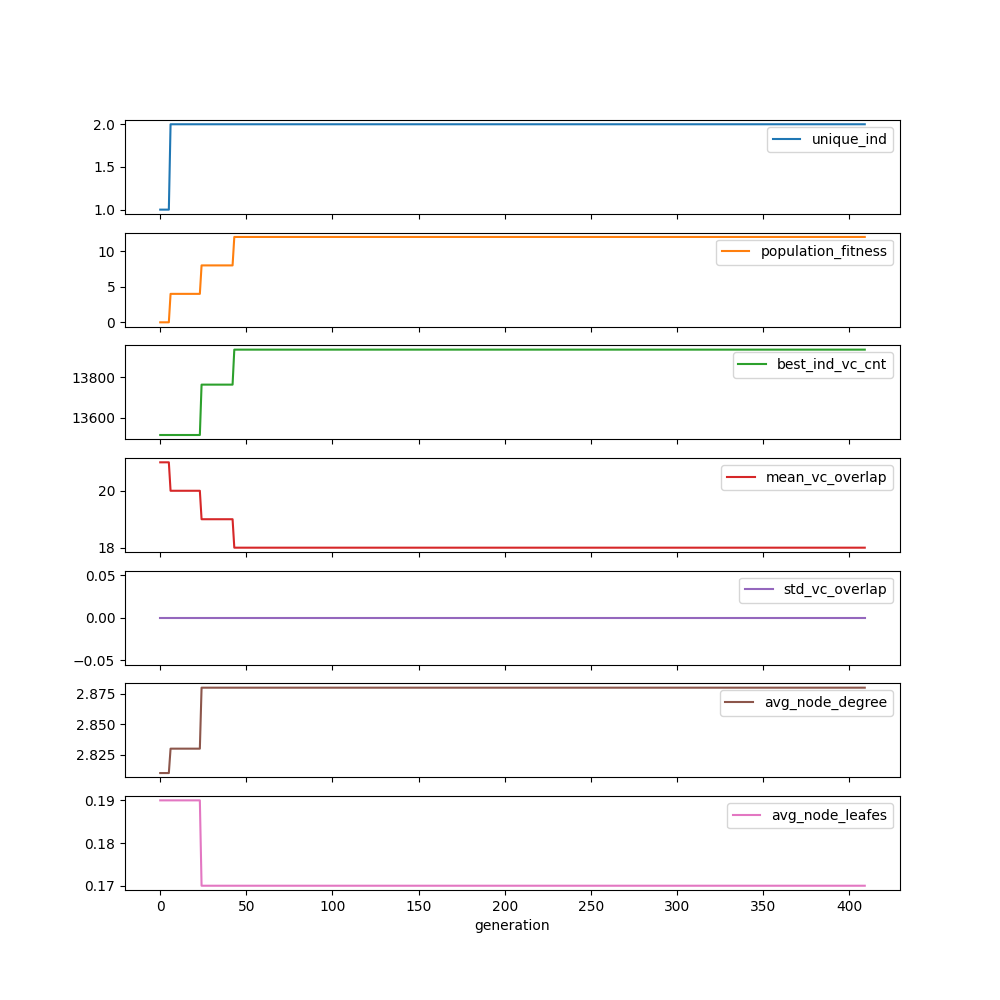 2.0
1.5
1.0
unique_ind
10
5
0
population_fitness
13800
13600
best_ind_vc_cnt
20
18
mean_vc_overlap
0.05
0.00
−0.05
std_vc_overlap
2.875
2.850
2.825
avg_node_degree
0.19
0.18
0.17
avg_node_leafes
0 50 100 150 200 250 300 350 400
generation